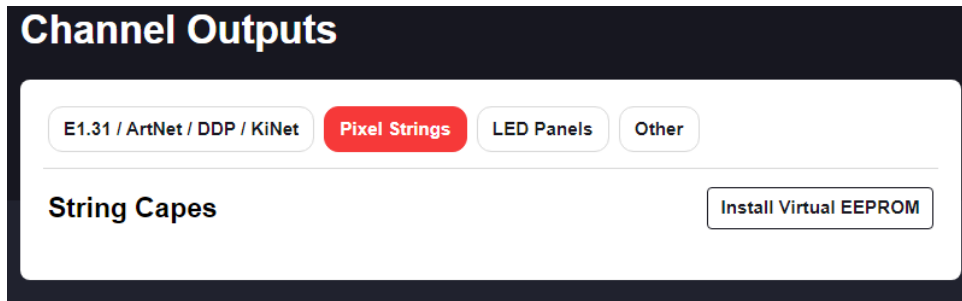 Channel Outputs
E1.31 / ArtNet / DDP / KiNet Pixel Strings LED Panels Other
String Capes Install Virtual EEPROM